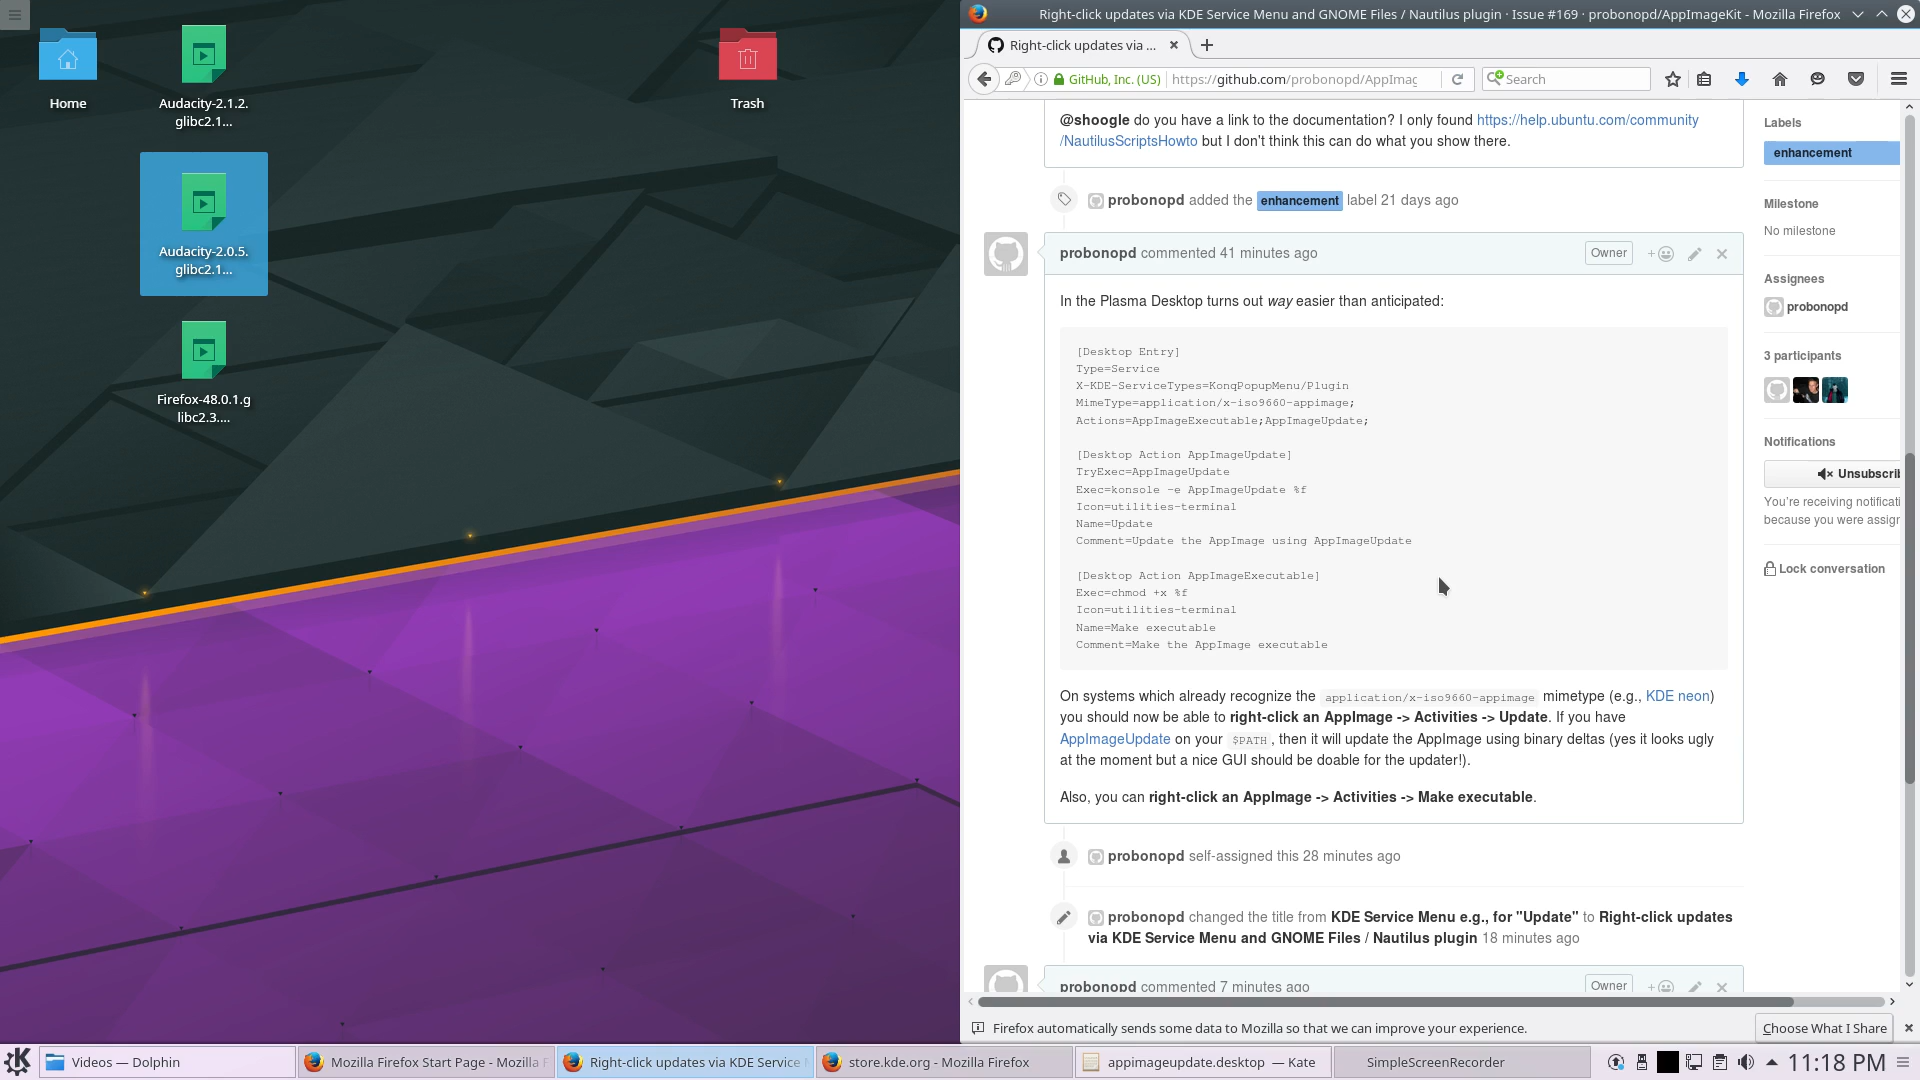 Right-click updates via KDE Service Menu and GNOME Files / Nautilus plugin · Issue #169 · probonopd/AppImageKit - Mozilla Firefox
Right-click updates via ...
GitHub, Inc. (US)
https://github.com/probonopd/AppImag
Search
Home
Audacity-2.1.2.
glibc2.1...
Trash
Audacity-2.0.5.
glibc2.1...
Firefox-48.0.1.g
libc2.3....
@shoogle do you have a link to the documentation? I only found https://help.ubuntu.com/community
/NautilusScriptsHowto but I don't think this can do what you show there.
probonopd added the enhancement label 21 days ago
probonopd commented 41 minutes ago
Owner
In the Plasma Desktop turns out way easier than anticipated:
[Desktop Entry]
Type=Service
X-KDE-ServiceTypes=KonqPopupMenu/Plugin
MimeType=application/x-iso9660-appimage;
Actions=AppImageExecutable;AppImageUpdate;
[Desktop Action AppImageUpdate]
TryExec=AppImageUpdate
Exec=konsole -e AppImageUpdate %f
Icon=utilities-terminal
Name=Update
Comment=Update the AppImage using AppImageUpdate
[Desktop Action AppImageExecutable]
Exec=chmod +x %f
Icon=utilities-terminal
Name=Make executable
Comment=Make the AppImage executable
On systems which already recognize the application/x-iso9660-appimage mimetype (e.g., KDE neon)
you should now be able to right-click an AppImage -> Activities -> Update. If you have
AppImageUpdate on your $PATH, then it will update the AppImage using binary deltas (yes it looks ugly
at the moment but a nice GUI should be doable for the updater!).
Also, you can right-click an AppImage -> Activities -> Make executable.
probonopd self-assigned this 28 minutes ago
probonopd changed the title from KDE Service Menu e.g., for "Update" to Right-click updates
via KDE Service Menu and GNOME Files / Nautilus plugin 18 minutes ago
probonopd commented 7 minutes ago
Owner
Labels
enhancement
Milestone
No milestone
Assignees
probonopd
3 participants
Notifications
Unsubscrib
You're receiving notificati
because you were assign
Lock conversation
Firefox automatically sends some data to Mozilla so that we can improve your experience.
Choose What I Share
Videos — Dolphin
Mozilla Firefox Start Page - Mozilla F
Right-click updates via KDE Service
store.kde.org - Mozilla Firefox
appimageupdate.desktop — Kate
SimpleScreenRecorder
11:18 PM